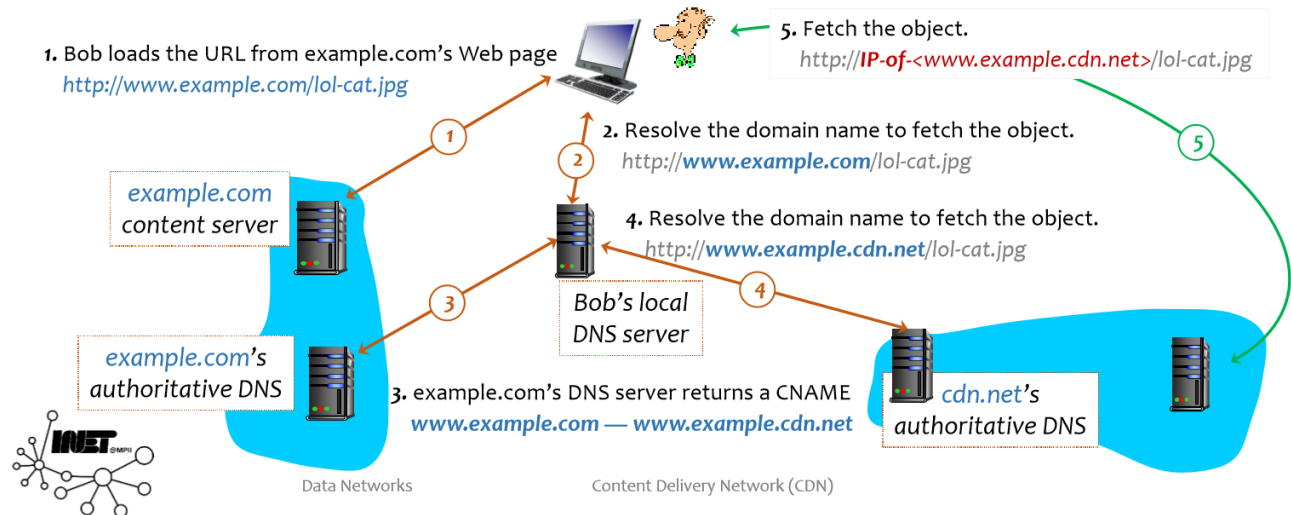 1. Bob loads the URL from example.com’s Web page
http://www.example.com/lol-cat.jpg
5. Fetch the object.
http://IP-of-<www.example.cdn.net>/lol-cat.jpg
1
2. Resolve the domain name to fetch the object.
http://www.example.com/lol-cat.jpg
2
5
example.com
content server
4. Resolve the domain name to fetch the object.
http://www.example.cdn.net/lol-cat.jpg
3
4
Bob’s local
DNS server
example.com’s
authoritative DNS
3. example.com’s DNS server returns a CNAME
www.example.com — www.example.cdn.net
cdn.net’s
authoritative DNS
INET @MPII
Data Networks
Content Delivery Network (CDN)